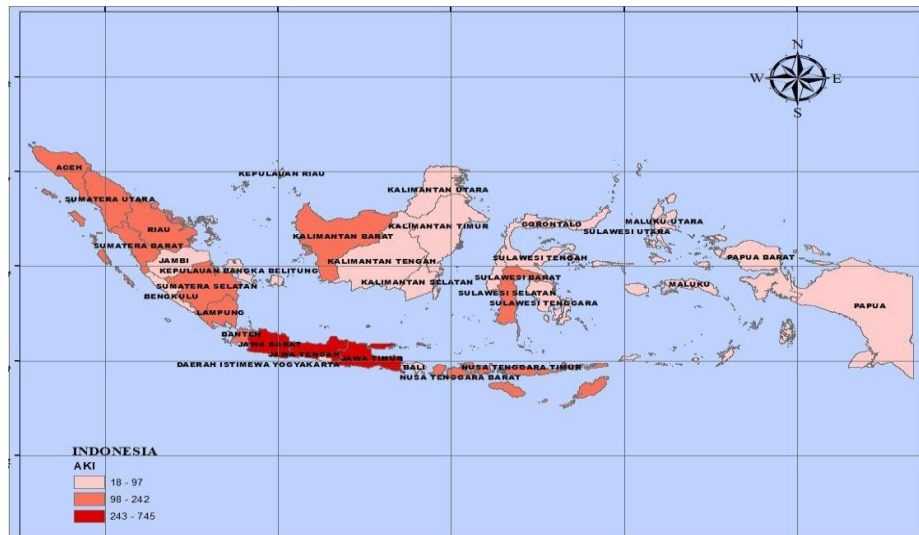 N
W E
S
ACEH
KEPULAUAN RIAU
SUMATERA UTARA
KALIMANTAN UTARA
RIAU
KALIMANTAN BARAT
KALIMANTAN TIMUR
GORONTALO
MALUKU UTARA
SULAWESI UTARA
SUMATERA BARAT
JAMBI
KALIMANTAN TENGAH
SULAWESI TENGAH
PAPUA BARAT
KEPULAUAN BANGKA BELITUNG
SULAWESI BARAT
SUMATERA SELATAN
KALIMANTAN SELATAN
MALUKU
BENGKULU
SULAWESI SELATAN
SULAWESI TENGGARA
PAPUA
LAMPUNG
BANTEN
JAWA BARAT
JAWA TENGAH
JAWA TIMUR
DAERAH ISTIMEWA YOGYAKARTA
BALI
NUSA TENGGARA TIMUR
NUSA TENGGARA BARAT
INDONESIA
AKI
18 - 97
98 - 242
243 - 745